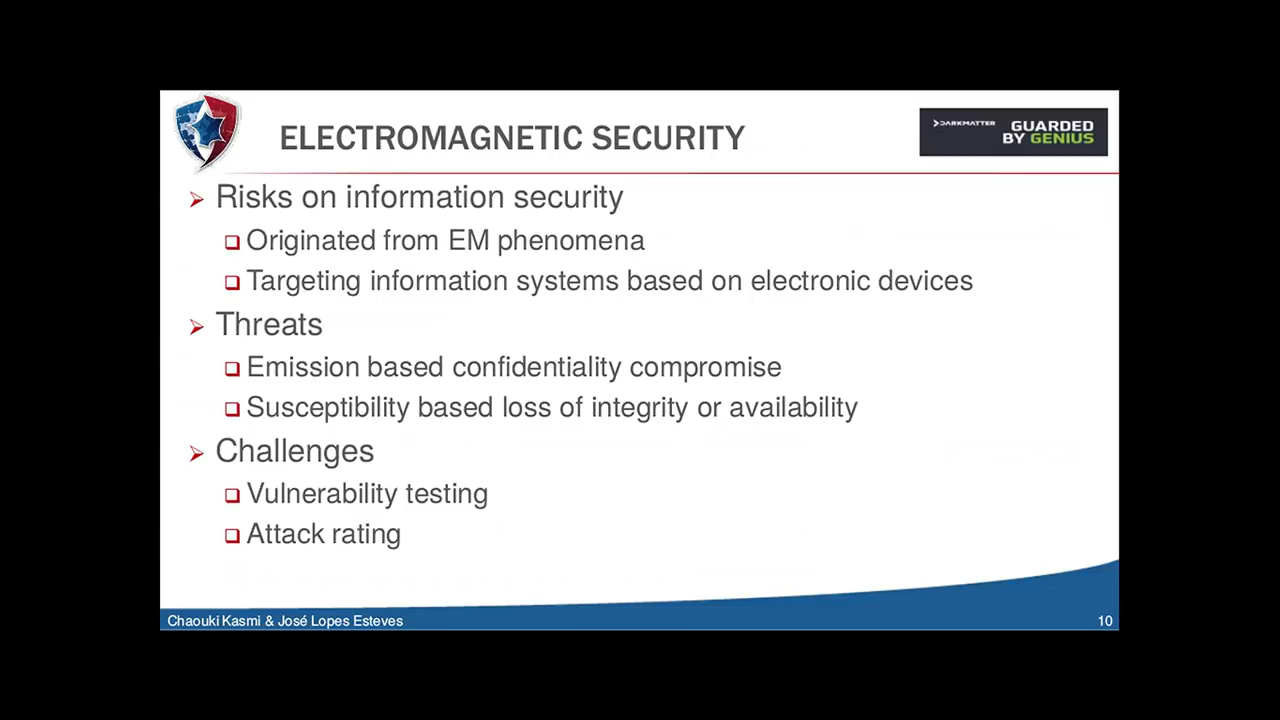 ELECTROMAGNETIC SECURITY
DARKMATTER
GUARDED
BY GENIUS
Risks on information security
Originated from EM phenomena
Targeting information systems based on electronic devices
Threats
Emission based confidentiality compromise
Susceptibility based loss of integrity or availability
Challenges
Vulnerability testing
Attack rating
Chaouki Kasmi & José Lopes Esteves
10